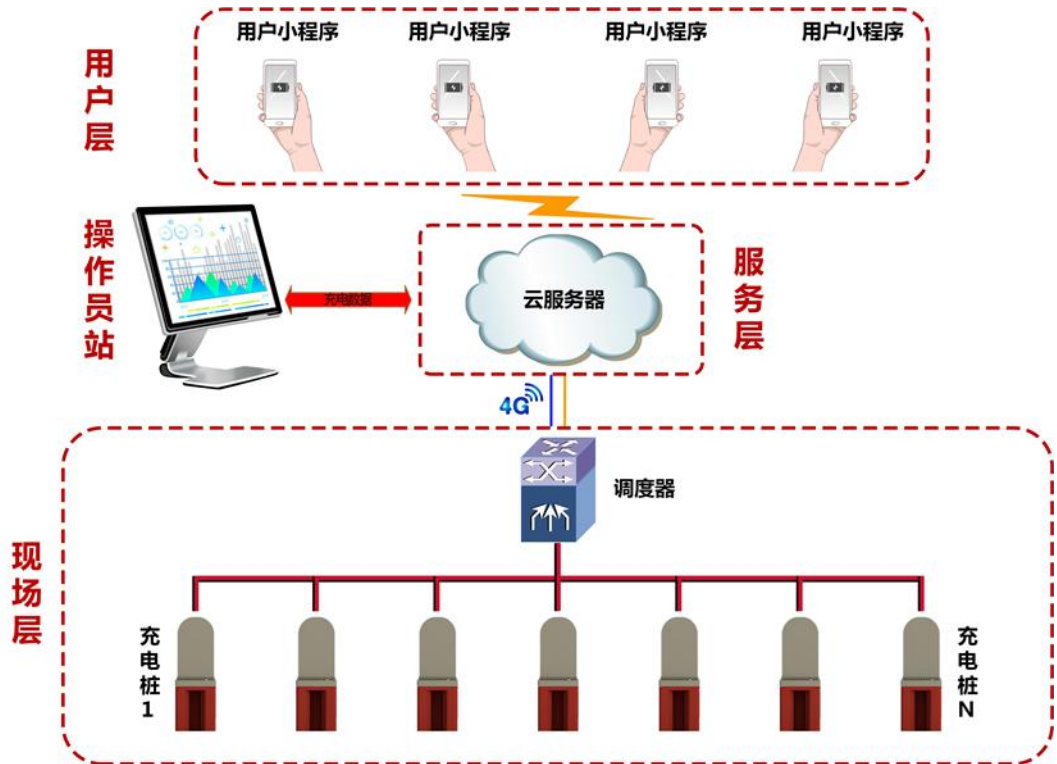 用户小程序
用户小程序
用户小程序
用户小程序
用户层
操作员站
充电数据
云服务器
服务层
4G
调度器
现场层
充电桩1
充电桩N